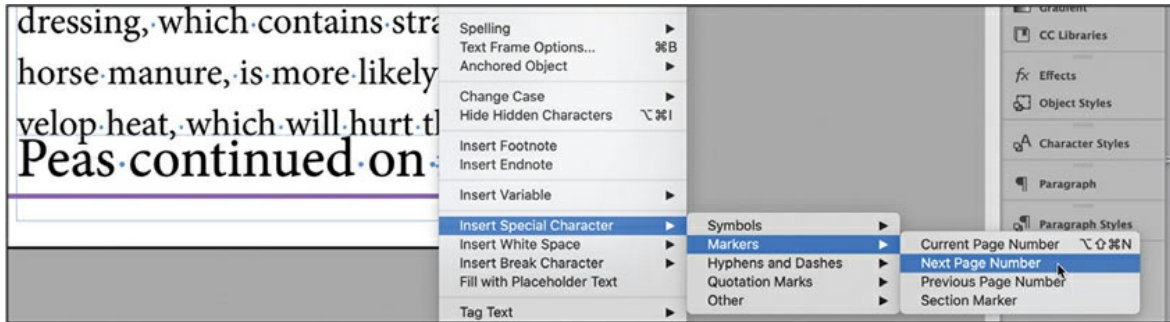 dressing, which contains stra
horse manure, is more likely
velop heat, which will hurt t
Peas continued on
Spelling
Text Frame Options... ⌘B
Anchored Object
Change Case
Hide Hidden Characters ⌥⌘I
Insert Footnote
Insert Endnote
Insert Variable
Insert Special Character
Insert White Space
Insert Break Character
Fill with Placeholder Text
Tag Text
Symbols
Markers
Hyphens and Dashes
Quotation Marks
Other
Current Page Number ⌥⇧⌘N
Next Page Number
Previous Page Number
Section Marker
Gradient
CC Libraries
fx Effects
Object Styles
Character Styles
Paragraph
Paragraph Styles